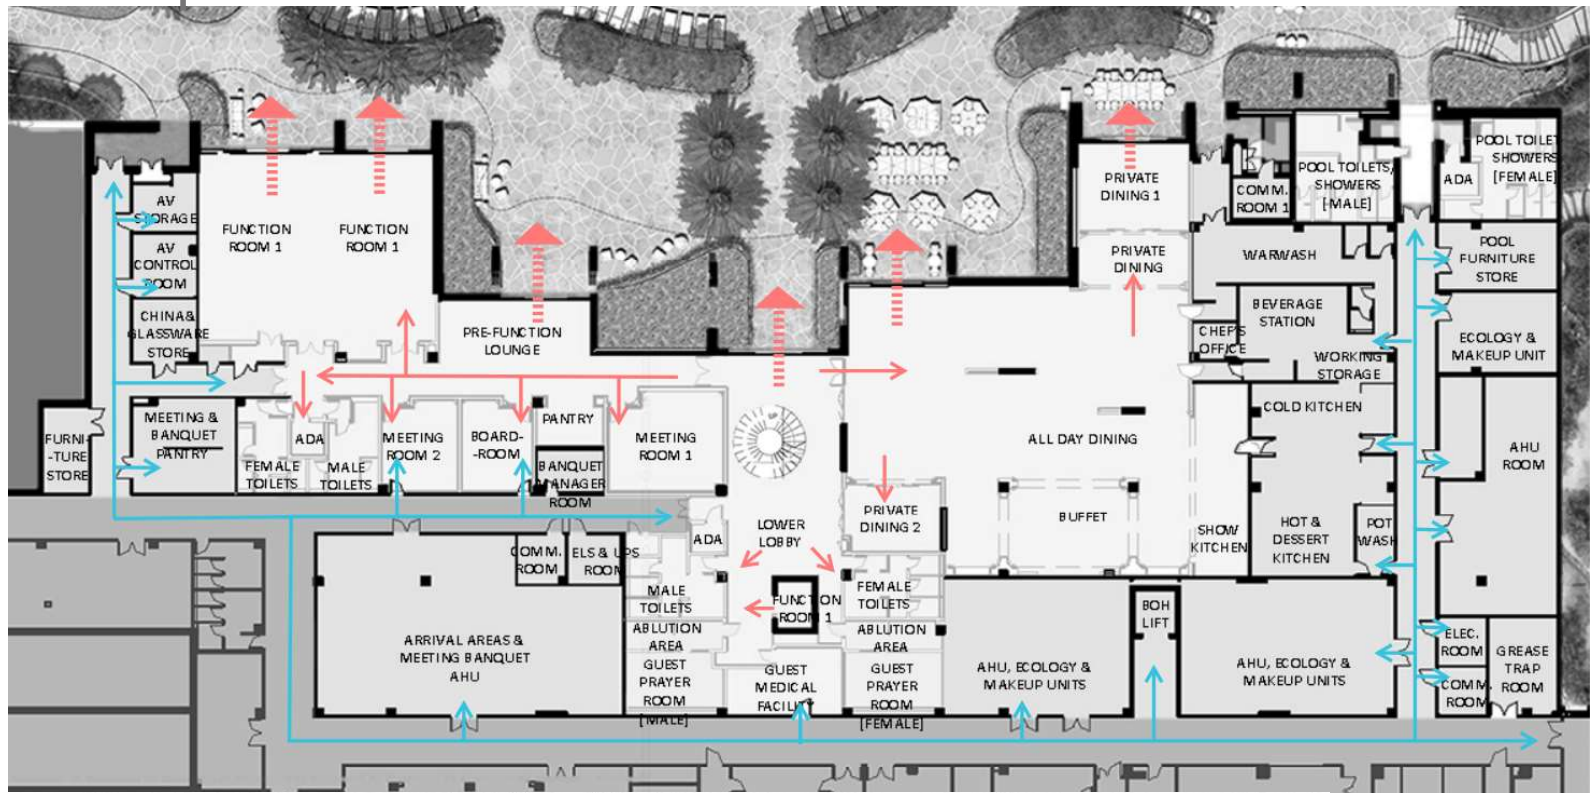 AV
STORAGE
AV
CONTROL
ROOM
CHINA &
GLASSWARE
STORE
FUNCTION
ROOM 1
FUNCTION
ROOM 1
PRE-FUNCTION
LOUNGE
MEETING &
BANQUET
PANTRY
FURNI-
-TURE
STORE
FEMALE
TOILETS
ADA
MALE
TOILETS
MEETING
ROOM 2
BOARD-
-ROOM
PANTRY
BANQUET
MANAGER
ROOM
MEETING
ROOM 1
COMM.
ROOM
ELS & UPS
ROOM
ARRIVAL AREAS &
MEETING BANQUET
AHU
ADA
MALE
TOILETS
ABLUTION
AREA
GUEST
PRAYER
ROOM
[MALE]
LOWER
LOBBY
FUNCTION
ROOM 1
GUEST
MEDICAL
FACILITY
FEMALE
TOILETS
ABLUTION
AREA
GUEST
PRAYER
ROOM
[FEMALE]
PRIVATE
DINING 2
ALL DAY DINING
BUFFET
PRIVATE
DINING 1
PRIVATE
DINING
COMM.
ROOM 1
POOL TOILETS/
SHOWERS
[MALE]
ADA
POOL TOILET
SHOWERS
[FEMALE]
WARWASH
BEVERAGE
STATION
CHEF'S
OFFICE
WORKING
STORAGE
COLD KITCHEN
SHOW
KITCHEN
HOT &
DESSERT
KITCHEN
POT
WASH
POOL
FURNITURE
STORE
ECOLOGY &
MAKEUP UNIT
AHU
ROOM
AHU, ECOLOGY &
MAKEUP UNITS
BOH
LIFT
AHU, ECOLOGY &
MAKEUP UNITS
ELEC.
ROOM
COMM.
ROOM
GREASE
TRAP
ROOM